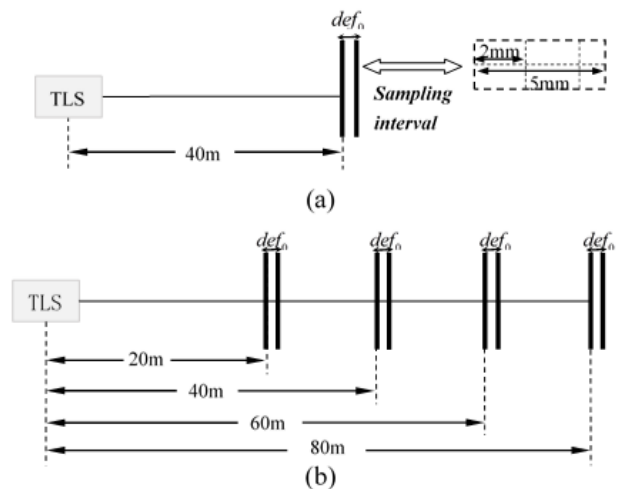 def₀
2mm
5mm
TLS
Sampling
interval
40m
(a)
def₀ def₀ def₀ def₀
TLS
20m
40m
60m
80m
(b)